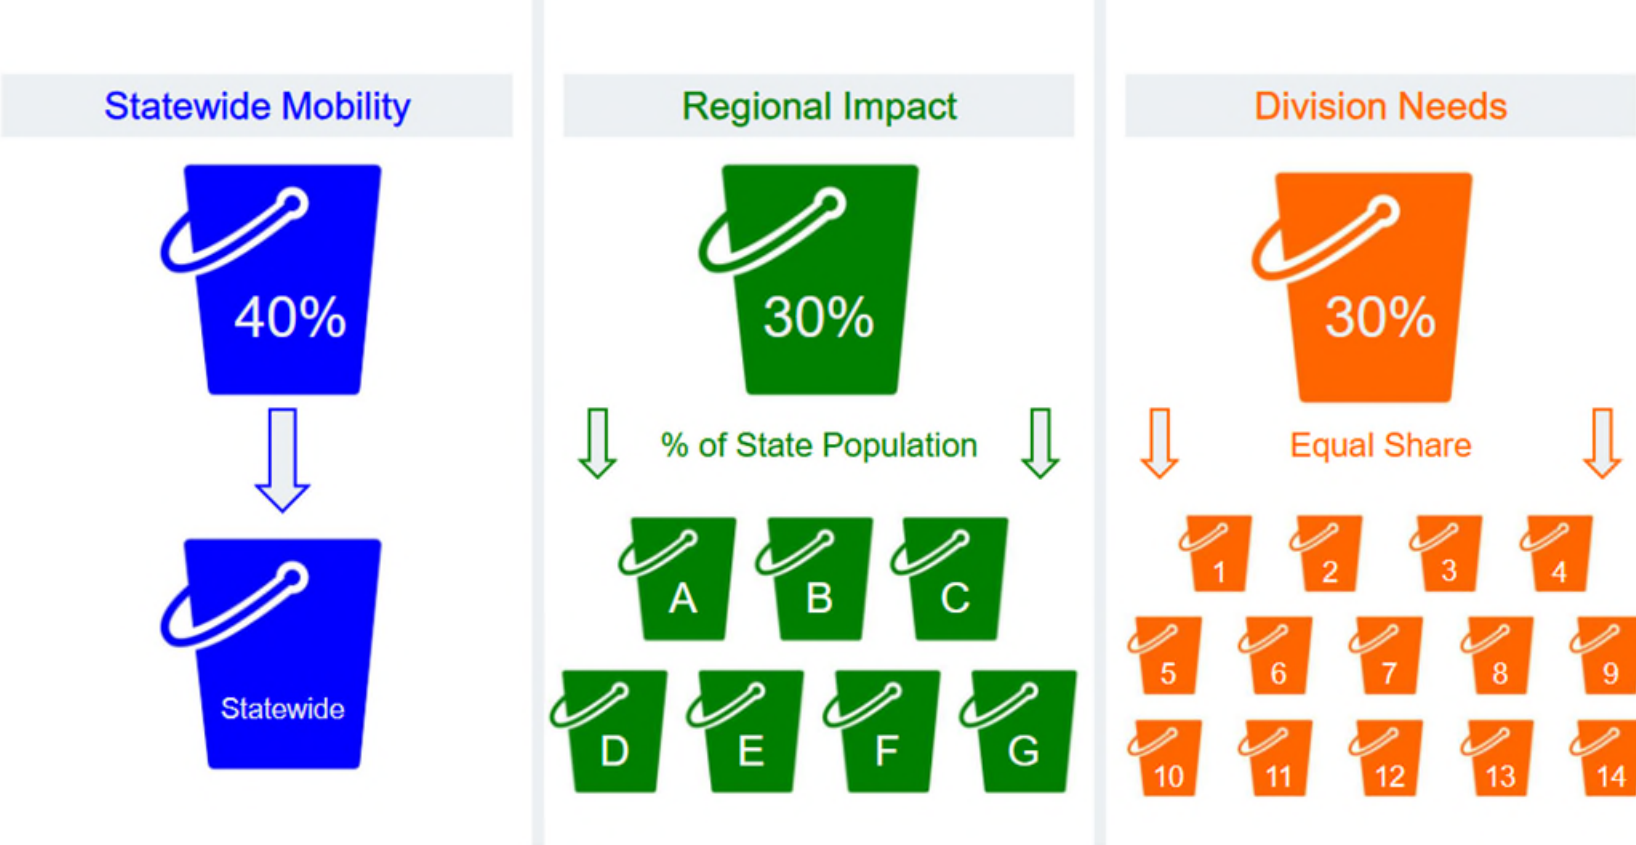 Statewide Mobility
40%
Statewide
Regional Impact
30%
% of State Population
A B C
D E F G
Division Needs
30%
Equal Share
1 2 3 4
5 6 7 8 9
10 11 12 13 14